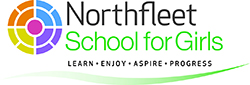 Northfleet
School for Girls
LEARN • ENJOY • ASPIRE • PROGRESS